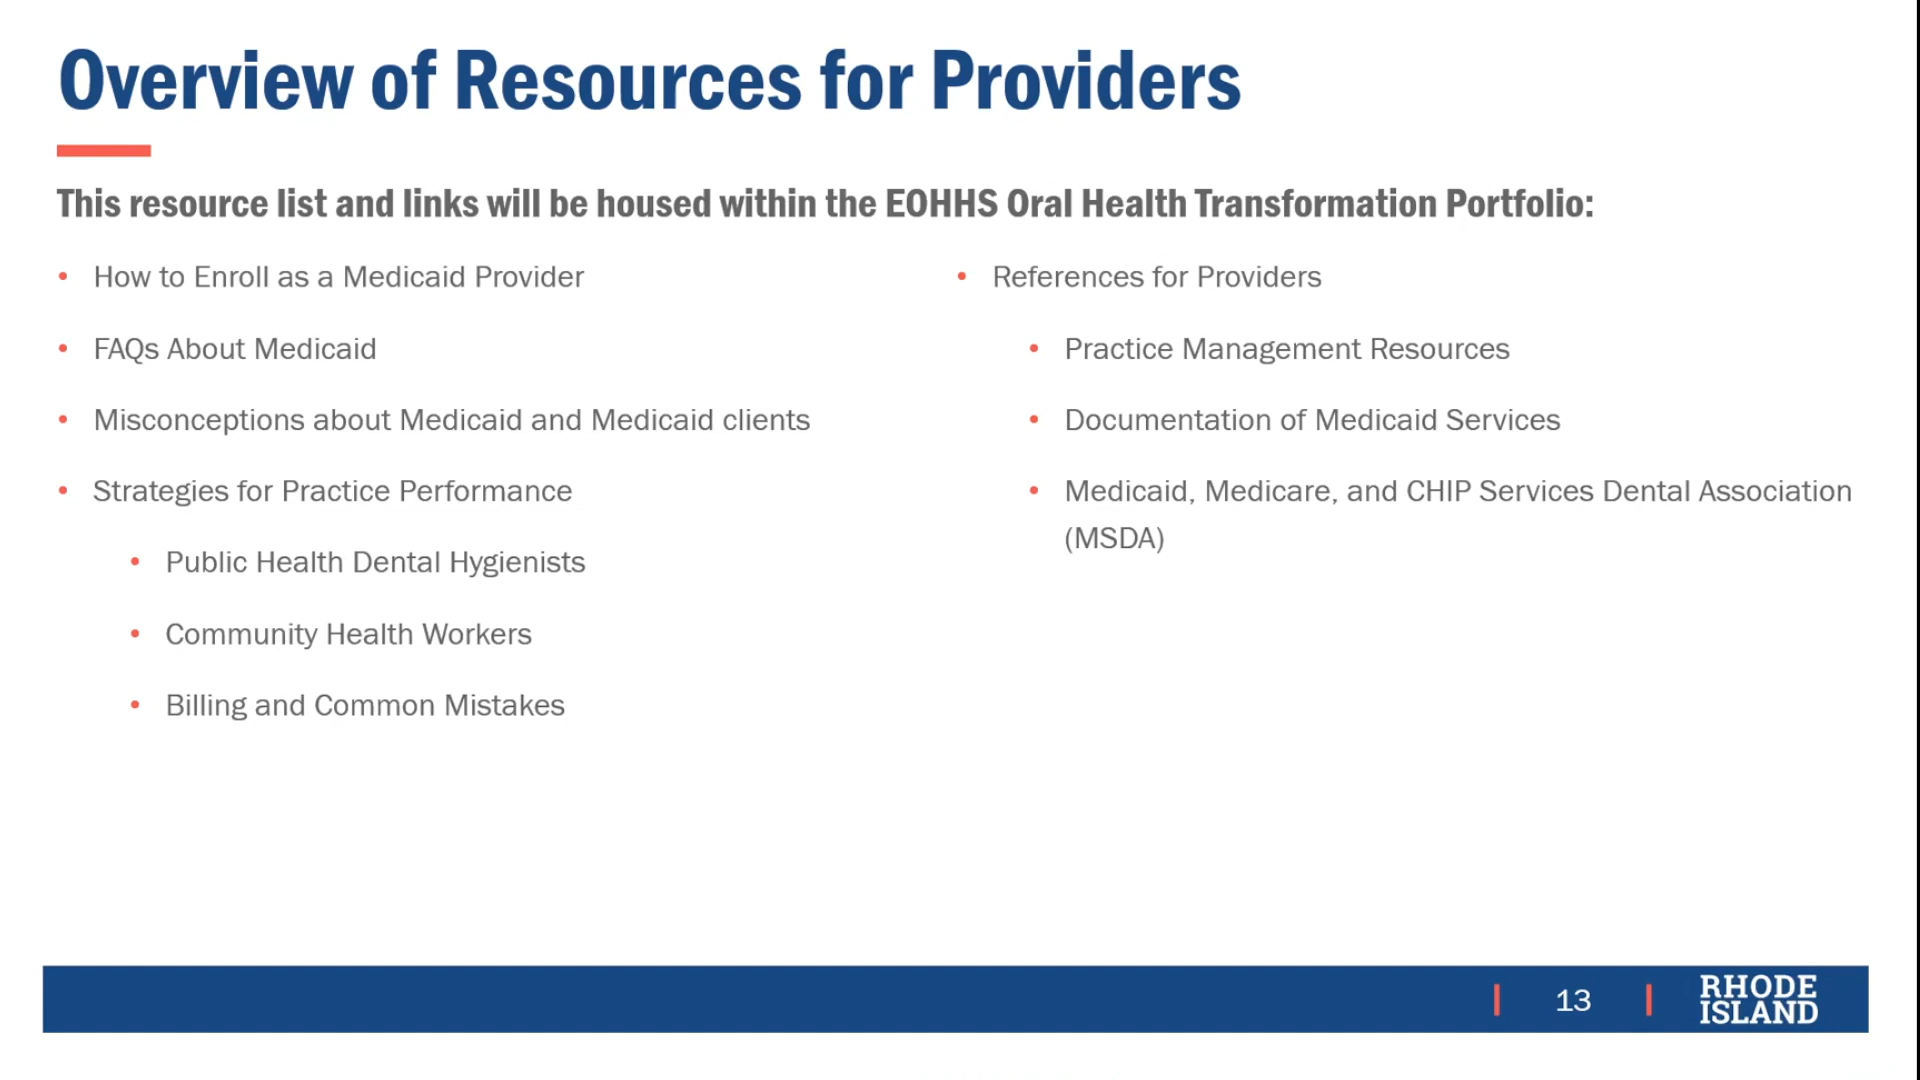 Overview of Resources for Providers
This resource list and links will be housed within the EOHHS Oral Health Transformation Portfolio:
• How to Enroll as a Medicaid Provider
• FAQs About Medicaid
• Misconceptions about Medicaid and Medicaid clients
• Strategies for Practice Performance
• Public Health Dental Hygienists
• Community Health Workers
• Billing and Common Mistakes
• References for Providers
• Practice Management Resources
• Documentation of Medicaid Services
• Medicaid, Medicare, and CHIP Services Dental Association
(MSDA)
13
RHODE
ISLAND